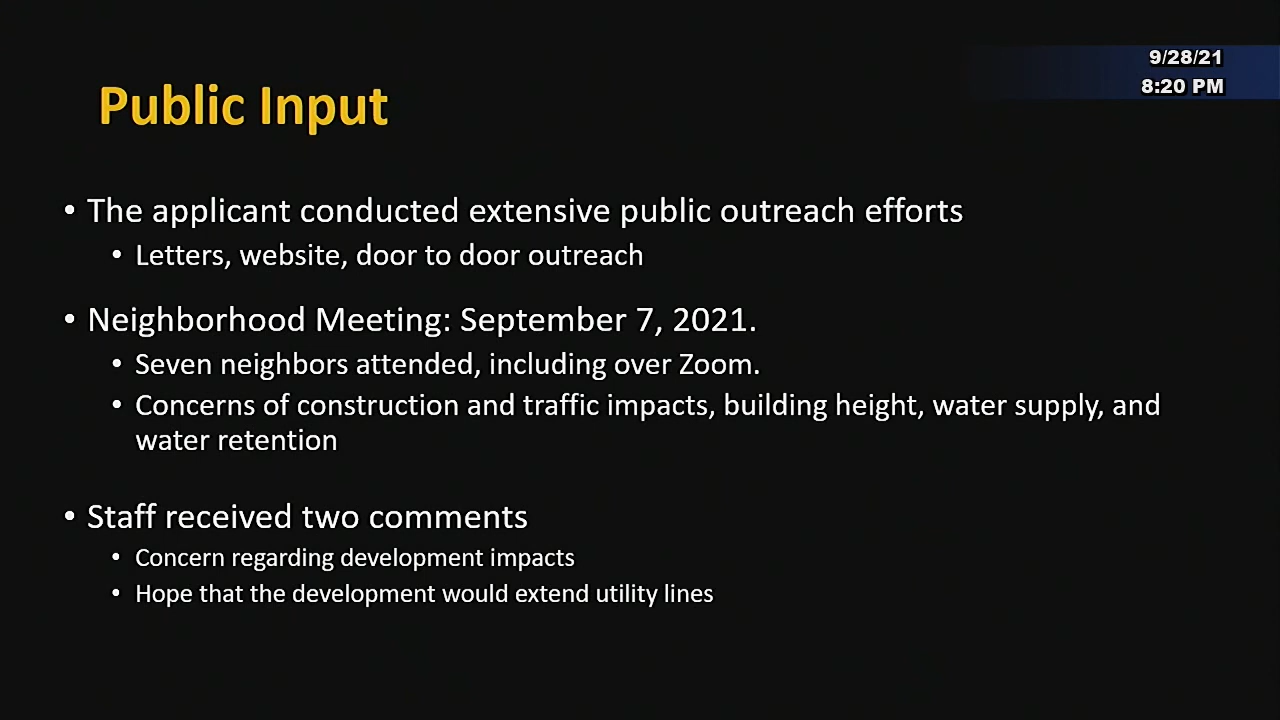 9/28/21
8:20 PM
Public Input
• The applicant conducted extensive public outreach efforts
• Letters, website, door to door outreach
• Neighborhood Meeting: September 7, 2021.
• Seven neighbors attended, including over Zoom.
• Concerns of construction and traffic impacts, building height, water supply, and
water retention
• Staff received two comments
• Concern regarding development impacts
• Hope that the development would extend utility lines